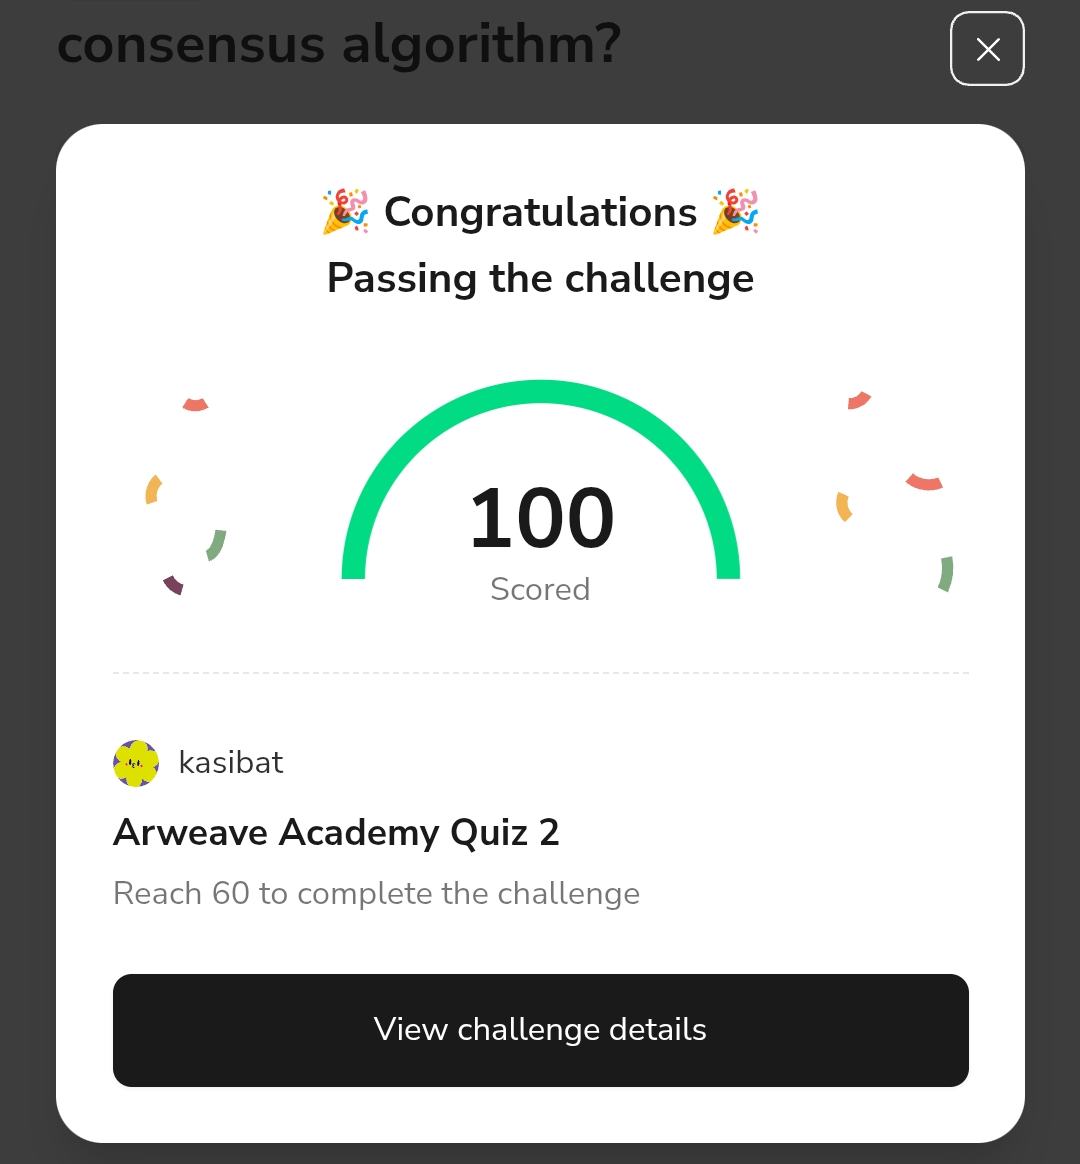 consensus algorithm?
🎉 Congratulations 🎉
Passing the challenge
100
Scored
kasibat
Arweave Academy Quiz 2
Reach 60 to complete the challenge
View challenge details